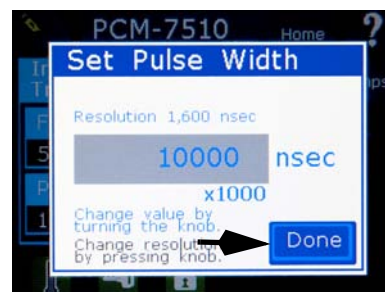 PCM-7510 Home ?
Set Pulse Width
Resolution 1,600 nsec
10000 nsec
x1000
Change value by
turning the knob.
Change resolution
by pressing knob.
Done